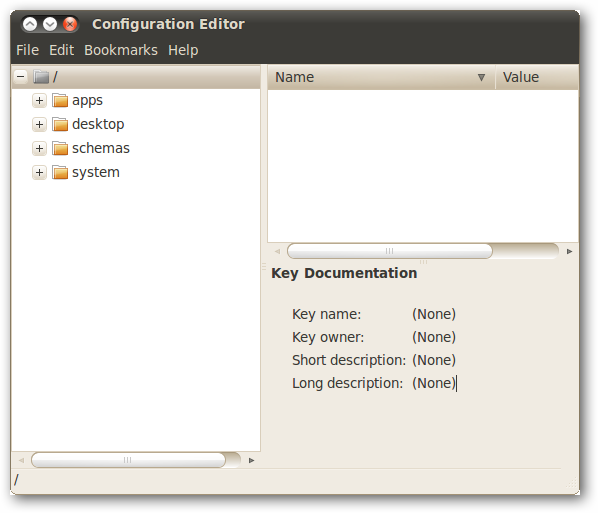 Configuration Editor
File Edit Bookmarks Help
/
apps
desktop
schemas
system
Name Value
Key Documentation
Key name: (None)
Key owner: (None)
Short description: (None)
Long description: (None)
/